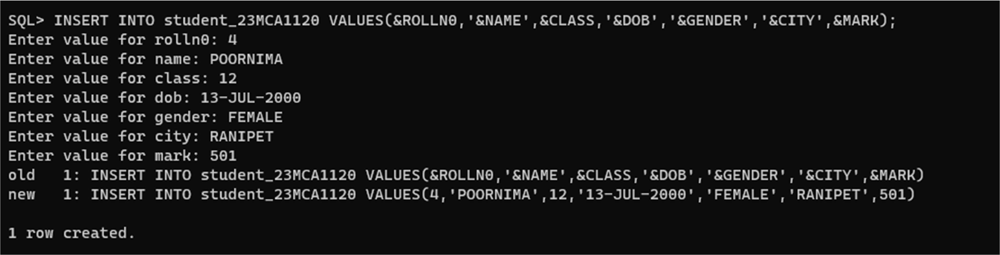 SQL> INSERT INTO student_23MCA1120 VALUES(&ROLLN0,'&NAME',&CLASS,'&DOB','&GENDER','&CITY',&MARK);
Enter value for rolln0: 4
Enter value for name: POORNIMA
Enter value for class: 12
Enter value for dob: 13-JUL-2000
Enter value for gender: FEMALE
Enter value for city: RANIPET
Enter value for mark: 501
old   1: INSERT INTO student_23MCA1120 VALUES(&ROLLN0,'&NAME',&CLASS,'&DOB','&GENDER','&CITY',&MARK)
new   1: INSERT INTO student_23MCA1120 VALUES(4,'POORNIMA',12,'13-JUL-2000','FEMALE','RANIPET',501)
1 row created.